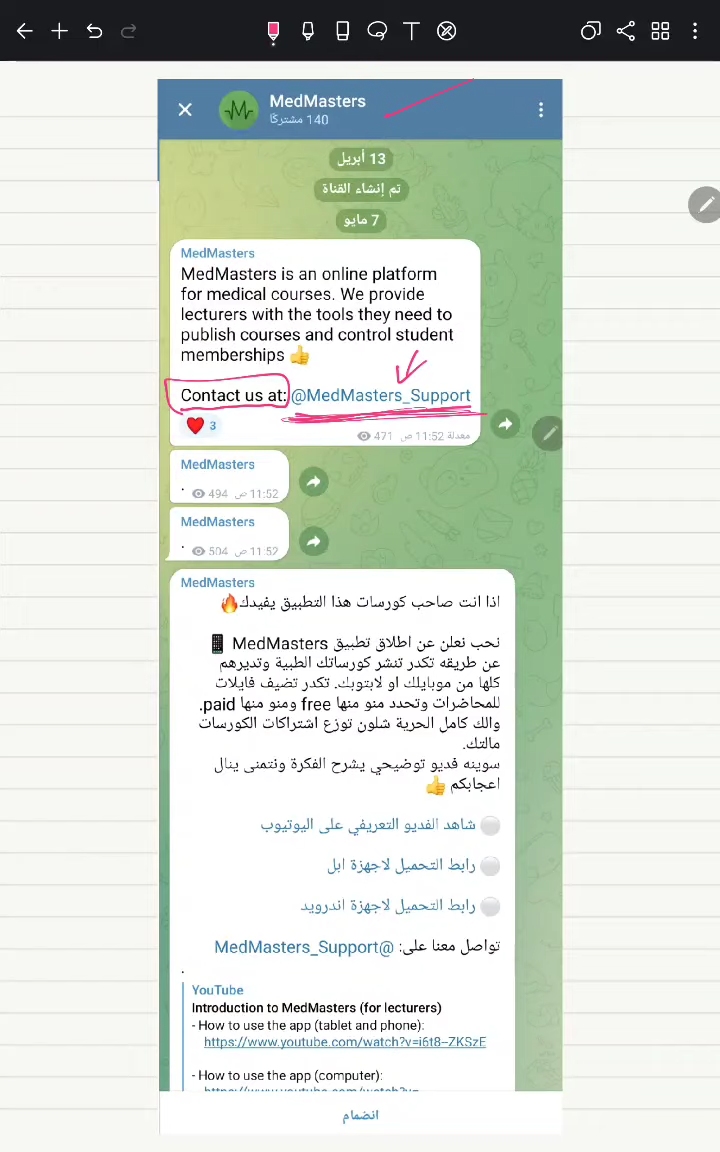 MedMasters
140 مشتركًا
13 أبريل
تم إنشاء القناة
7 مايو
MedMasters
MedMasters is an online platform
for medical courses. We provide
lecturers with the tools they need to
publish courses and control student
memberships 👍
Contact us at: @MedMasters_Support
❤️ 3
معدلة 11:52 ص 471
MedMasters
.
11:52 ص 494
MedMasters
.
11:52 ص 504
MedMasters
اذا انت صاحب كورسات هذا التطبيق يفيدك🔥
نحب نعلن عن اطلاق تطبيق MedMasters 📱
عن طريقه تكدر تنشر كورساتك الطبية وتديرهم
كلها من موبايلك او لابتوبك. تكدر تضيف فايلات
للمحاضرات وتحدد منو منها free ومنو منها paid.
والك كامل الحرية شلون توزع اشتراكات الكورسات
مالتك.
سوينه فديو توضيحي يشرح الفكرة ونتمنى ينال
اعجابكم 👍
⚪ شاهد الفديو التعريفي على اليوتيوب
⚪ رابط التحميل لاجهزة ابل
⚪ رابط التحميل لاجهزة اندرويد
تواصل معنا على: @MedMasters_Support
.
YouTube
Introduction to MedMasters (for lecturers)
- How to use the app (tablet and phone):
https://www.youtube.com/watch?v=i6t8–ZKSzE
- How to use the app (computer):
انضمام